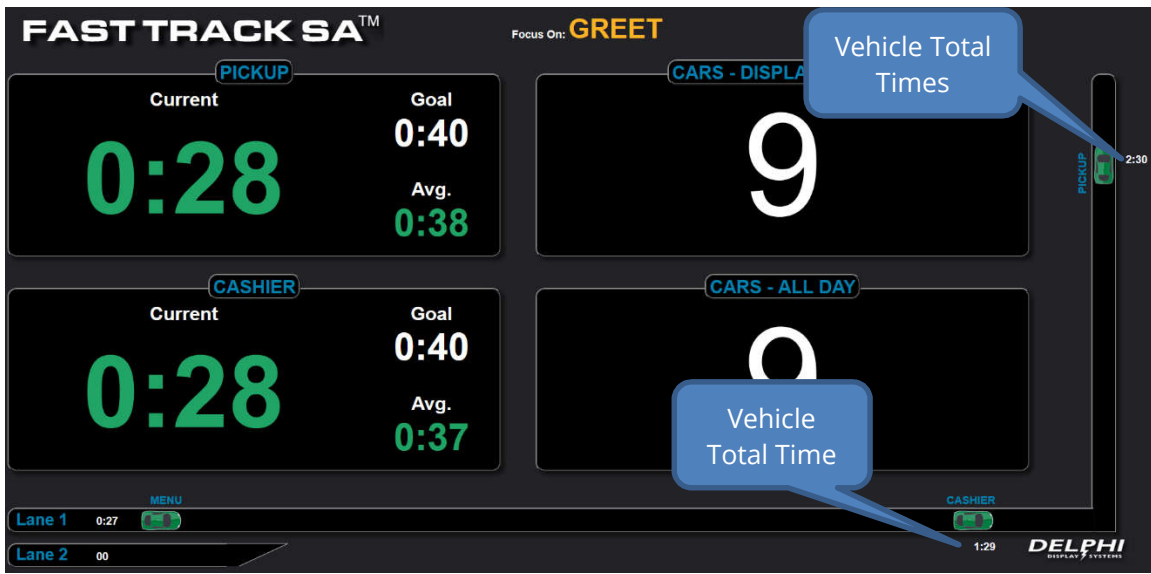 FAST TRACK SA™
Focus On: GREET
Vehicle Total
Times
PICKUP
Current
Goal
0:28
0:40
Avg.
0:38
CARS - DISPLA
9
PICKUP
2:30
CASHIER
Current
Goal
0:28
0:40
Avg.
0:37
CARS - ALL DAY
Vehicle
Total Time
MENU
CASHIER
Lane 1
0:27
1:29
Lane 2
00
DELPHI
DISPLAY SYSTEMS